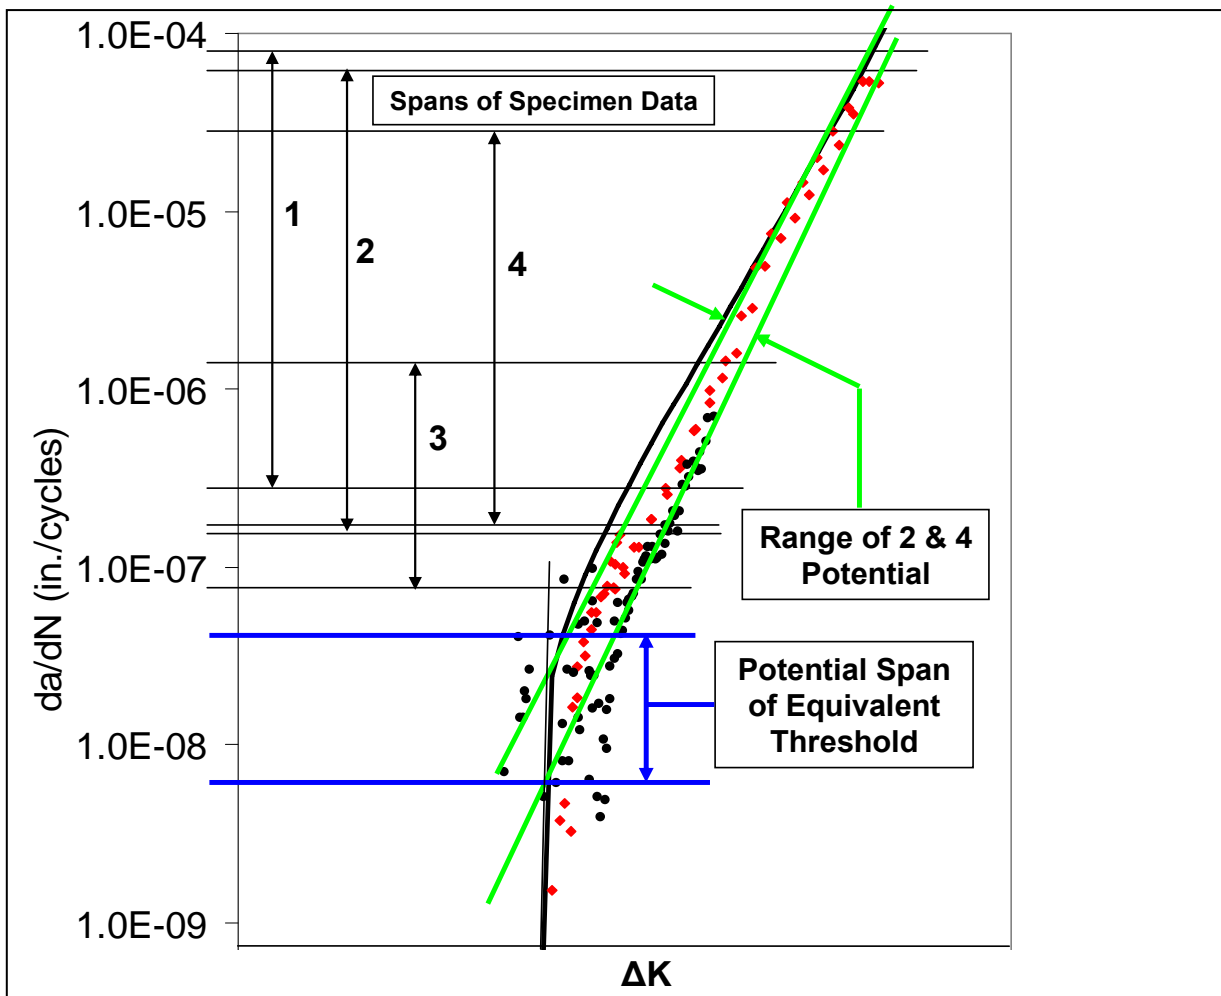 1.0E-04
Spans of Specimen Data
1.0E-05
1
2
4
1.0E-06
3
1.0E-07
1.0E-08
1.0E-09
da/dN (in./cycles)
Range of 2 & 4
Potential
Potential Span
of Equivalent
Threshold
ΔK